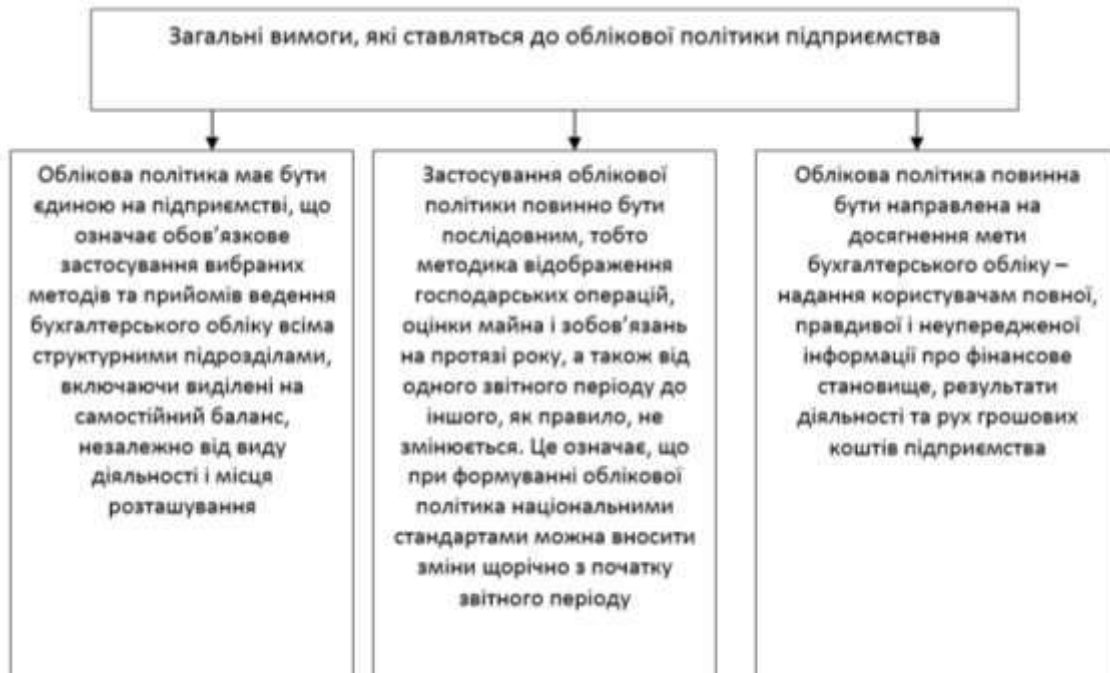 Загальні вимоги, які ставляться до облікової політики підприємства
Облікова політика має бути
єдиною на підприємстві, що
означає обов’язкове
застосування вибраних
методів та прийомів ведення
бухгалтерського обліку всіма
структурними підрозділами,
включаючи виділені на
самостійний баланс,
незалежно від виду
діяльності і місця
розташування
Застосування облікової
політики повинно бути
послідовним, тобто
методика відображення
господарських операцій,
оцінки майна і зобов’язань
на протязі року, а також від
одного звітного періоду до
іншого, як правило, не
змінюється. Це означає, що
при формуванні облікової
політика національними
стандартами можна вносити
зміни щорічно з початку
звітного періоду
Облікова політика повинна
бути направлена на
досягнення мети
бухгалтерського обліку –
надання користувачам повної,
правдивої і неупередженої
інформації про фінансове
становище, результати
діяльності та рух грошових
коштів підприємства